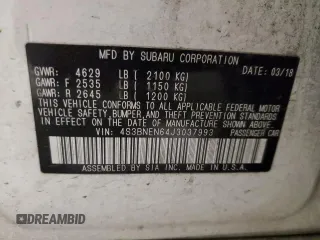 MFD BY SUBARU CORPORATION
GVWR: 4629 LB ( 2100 KG) DATE: 03/18
GAWR: F 2535 LB ( 1150 KG)
GAWR: R 2645 LB ( 1200 KG)
THIS VEHICLE CONFORMS TO ALL APPLICABLE FEDERAL MOTOR
VEHICLE SAFETY, BUMPER, AND THEFT PREVENTION STANDARDS
IN EFFECT ON THE DATE OF MANUFACTURE SHOWN ABOVE.
VIN: 4S3BNEN64J3037993 PASSENGER CAR
ASSEMBLED BY SIA INC. MADE IN U.S.A.
DREAMBID